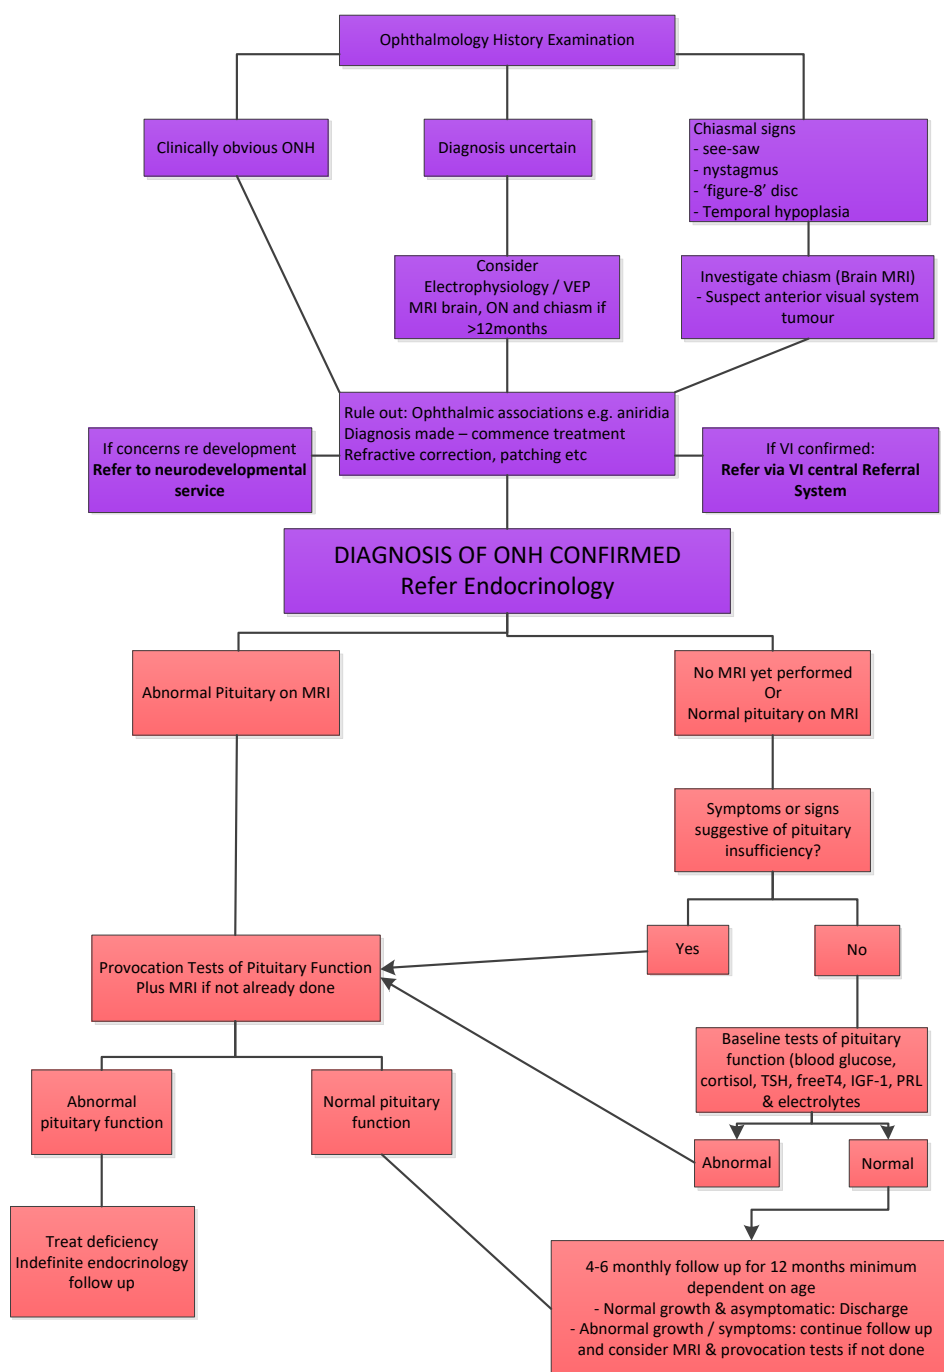 Ophthalmology History Examination
Clinically obvious ONH
Diagnosis uncertain
Chiasmal signs
- see-saw
- nystagmus
- ‘figure-8’ disc
- Temporal hypoplasia
Consider
Electrophysiology / VEP
MRI brain, ON and chiasm if
>12months
Investigate chiasm (Brain MRI)
- Suspect anterior visual system
tumour
Rule out: Ophthalmic associations e.g. aniridia
Diagnosis made – commence treatment
Refractive correction, patching etc
If concerns re development
Refer to neurodevelopmental
service
If VI confirmed:
Refer via VI central Referral
System
DIAGNOSIS OF ONH CONFIRMED
Refer Endocrinology
Abnormal Pituitary on MRI
No MRI yet performed
Or
Normal pituitary on MRI
Symptoms or signs
suggestive of pituitary
insufficiency?
Yes
No
Provocation Tests of Pituitary Function
Plus MRI if not already done
Baseline tests of pituitary
function (blood glucose,
cortisol, TSH, freeT4, IGF-1, PRL
& electrolytes
Abnormal
pituitary function
Normal pituitary
function
Abnormal
Normal
Treat deficiency
Indefinite endocrinology
follow up
4-6 monthly follow up for 12 months minimum
dependent on age
- Normal growth & asymptomatic: Discharge
- Abnormal growth / symptoms: continue follow up
and consider MRI & provocation tests if not done